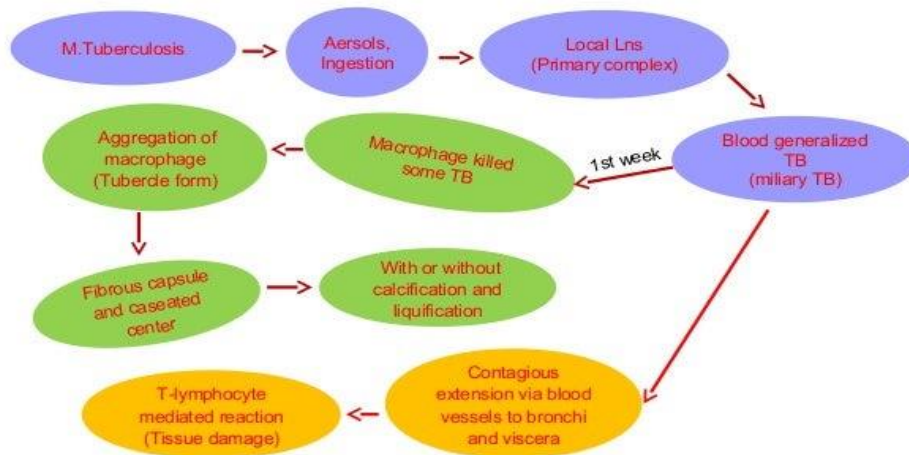 M.Tuberculosis
Aersols,
Ingestion
Local Lns
(Primary complex)
Blood generalized
TB
(miliary TB)
1st week
Macrophage killed
some TB
Aggregation of
macrophage
(Tubercle form)
Fibrous capsule
and caseated
center
With or without
calcification and
liquification
Contagious
extension via blood
vessels to bronchi
and viscera
T-lymphocyte
mediated reaction
(Tissue damage)